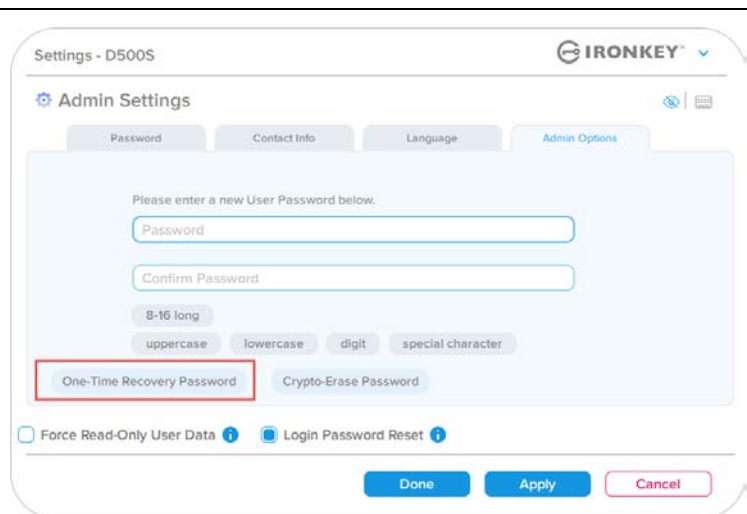 Settings - D500S IRONKEY™
Admin Settings
Password Contact Info Language Admin Options
Please enter a new User Password below.
Password
Confirm Password
8-16 long
uppercase lowercase digit special character
One-Time Recovery Password Crypto-Erase Password
Force Read-Only User Data i Login Password Reset i
Done Apply Cancel